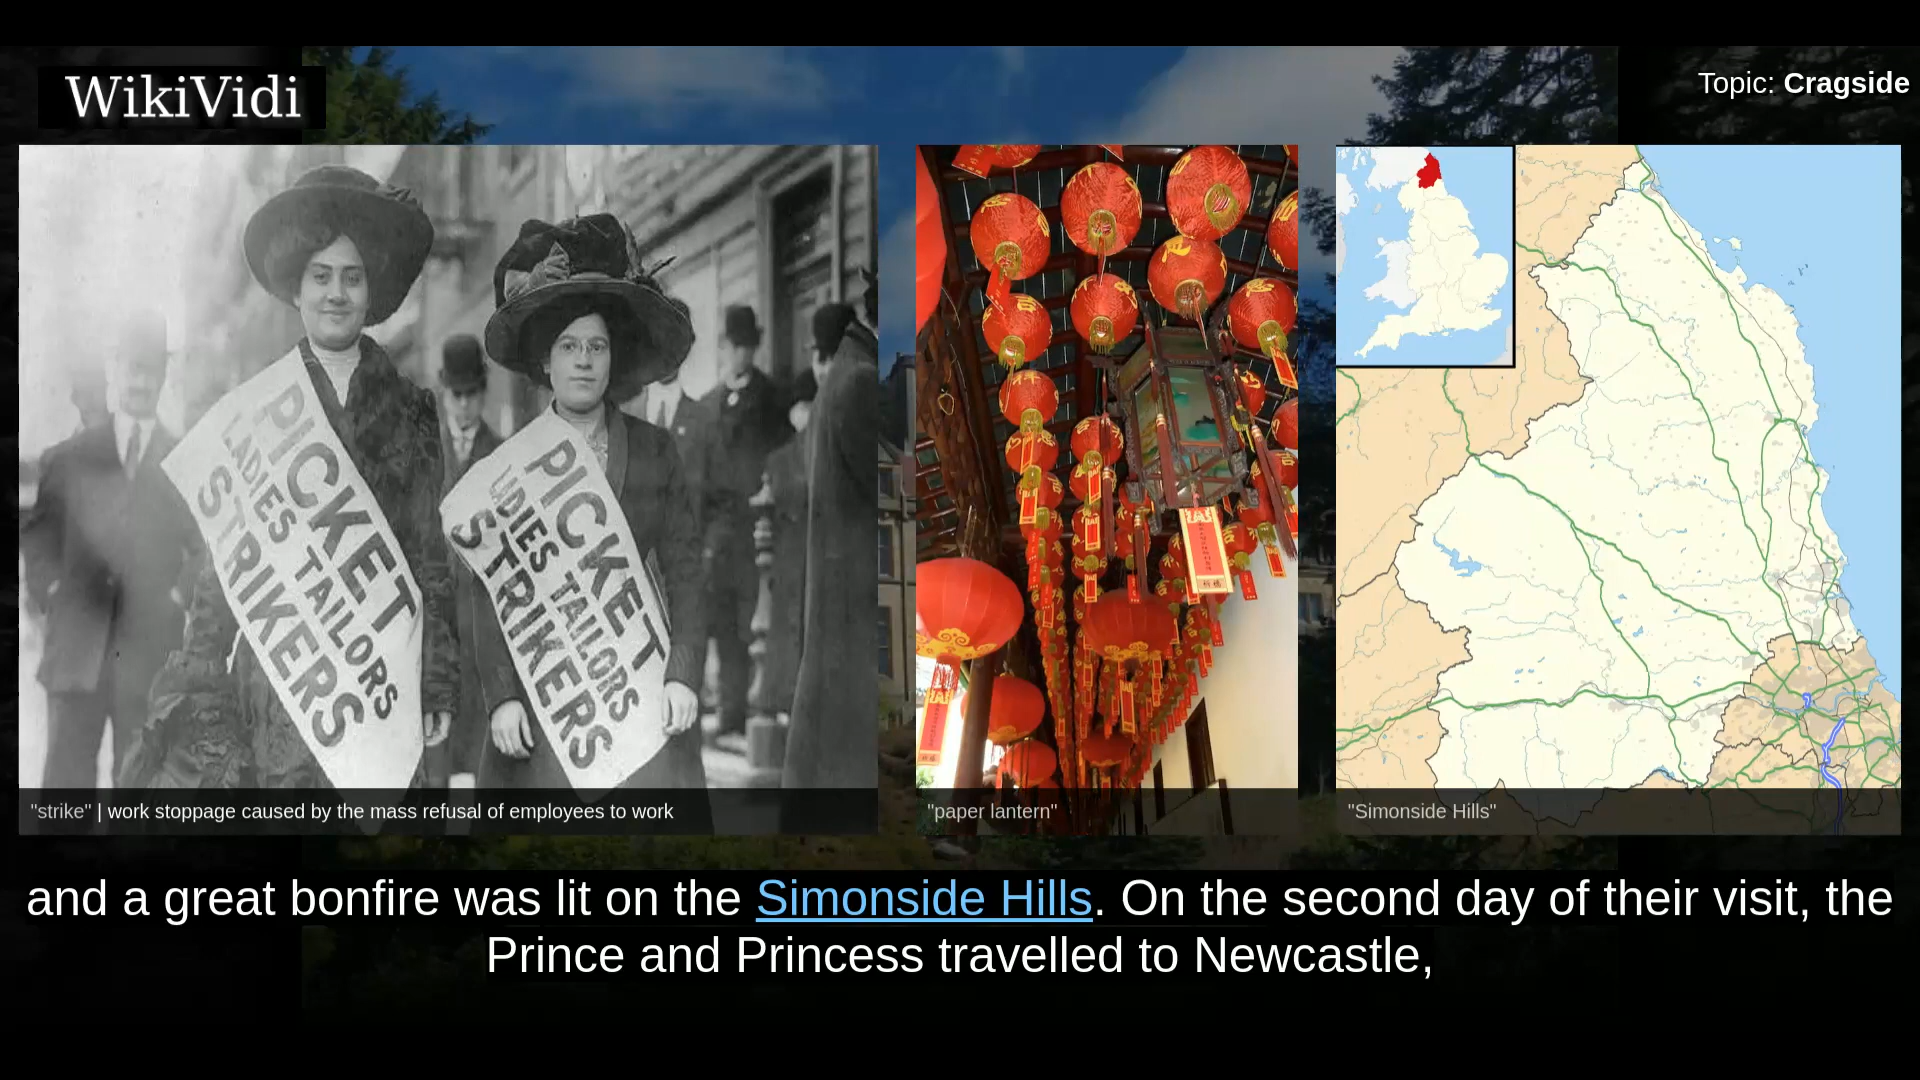 WikiVidi
Topic: Cragside
PICKET
LADIES TAILORS
STRIKERS
PICKET
LADIES TAILORS
STRIKERS
"strike" | work stoppage caused by the mass refusal of employees to work
"paper lantern"
"Simonside Hills"
and a great bonfire was lit on the Simonside Hills. On the second day of their visit, the
Prince and Princess travelled to Newcastle,